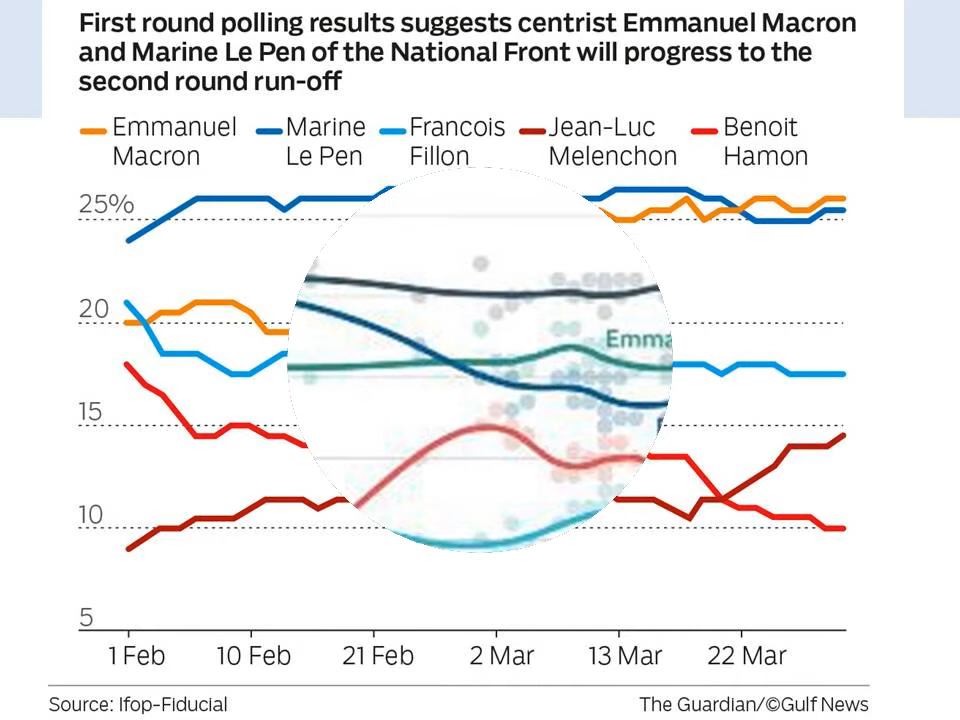 First round polling results suggests centrist Emmanuel Macron
and Marine Le Pen of the National Front will progress to the
second round run-off
Emmanuel Macron
Marine Le Pen
Francois Fillon
Jean-Luc Melenchon
Benoit Hamon
25%
20
15
10
5
Emma
1 Feb 10 Feb 21 Feb 2 Mar 13 Mar 22 Mar
Source: Ifop-Fiducial
The Guardian/©Gulf News